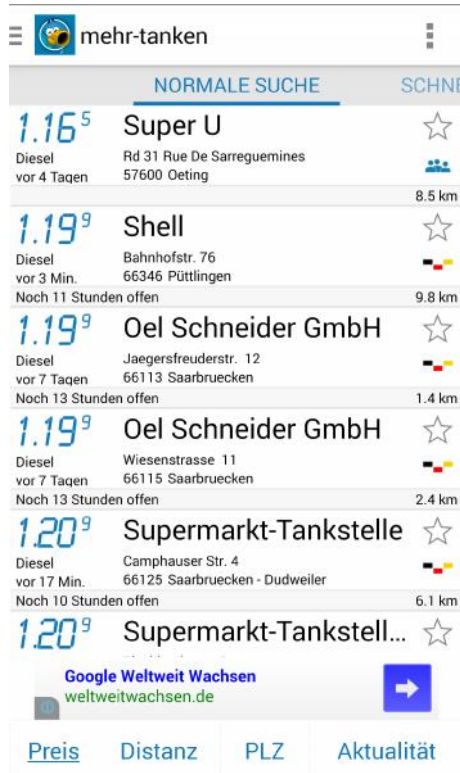 mehr-tanken
NORMALE SUCHE SCHNE
1.16⁵ Super U
Diesel Rd 31 Rue De Sarreguemines
vor 4 Tagen 57600 Oeting
8.5 km
1.19⁹ Shell
Diesel Bahnhofstr. 76
vor 3 Min. 66346 Püttlingen
Noch 11 Stunden offen 9.8 km
1.19⁹ Oel Schneider GmbH
Diesel Jaegersfreuderstr. 12
vor 7 Tagen 66113 Saarbruecken
Noch 13 Stunden offen 1.4 km
1.19⁹ Oel Schneider GmbH
Diesel Wiesenstrasse 11
vor 7 Tagen 66115 Saarbruecken
Noch 13 Stunden offen 2.4 km
1.20⁹ Supermarkt-Tankstelle
Diesel Camphauser Str. 4
vor 17 Min. 66125 Saarbruecken - Dudweiler
Noch 10 Stunden offen 6.1 km
1.20⁹ Supermarkt-Tankstell...
Google Weltweit Wachsen
weltweitwachsen.de
Preis Distanz PLZ Aktualität